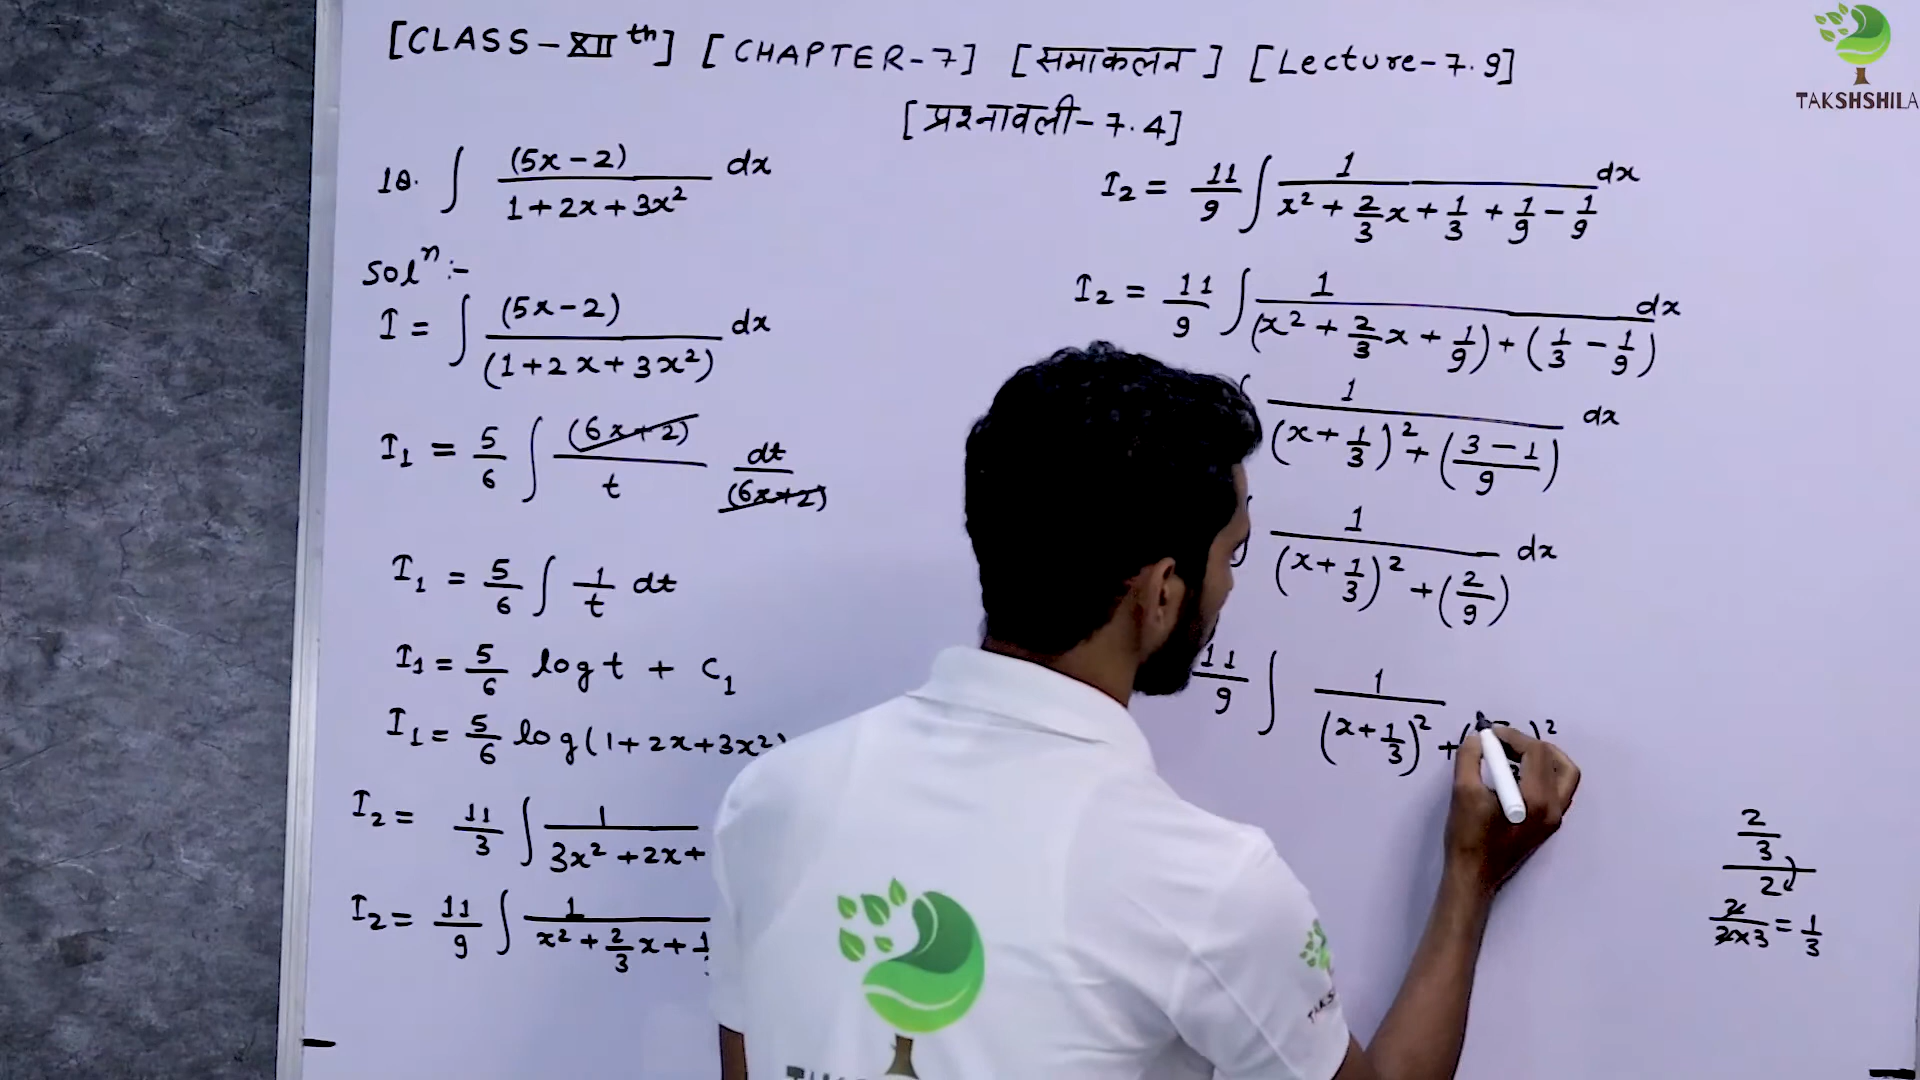 [CLASS-XII th] [CHAPTER-7] [समाकलन] [Lecture-7.9]
[प्रश्नावली-7.4]
18. ∫ (5x-2)/(1+2x+3x²) dx
Solⁿ:-
I = ∫ (5x-2)/(1+2x+3x²) dx
I₁ = 5/6 ∫ (6x+2)/t dt/(6x+2)
I₁ = 5/6 ∫ 1/t dt
I₁ = 5/6 log t + C₁
I₁ = 5/6 log(1+2x+3x²)
I₂ = 11/3 ∫ 1/(3x²+2x+
I₂ = 11/9 ∫ 1/(x²+2/3x+
I₂ = 11/9 ∫ 1/(x²+2/3x+1/3+1/9-1/9) dx
I₂ = 11/9 ∫ 1/((x²+2/3x+1/9)+(1/3-1/9)) dx
1/((x+1/3)²+((3-1)/9)) dx
1/((x+1/3)²+(2/9)) dx
11/9 ∫ 1/((x+1/3)²+( )²
2/3/2
2/2×3 = 1/3
TAKSHSHILA
TAKS